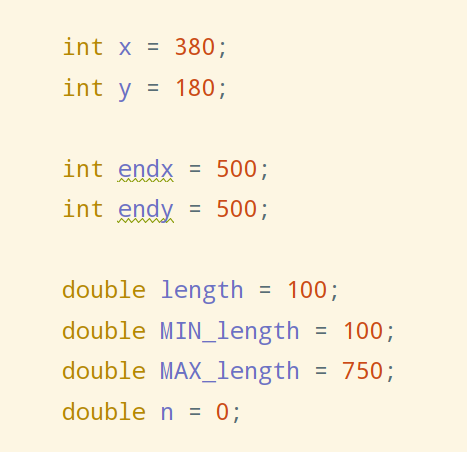 int x = 380;
int y = 180;
int endx = 500;
int endy = 500;
double length = 100;
double MIN_length = 100;
double MAX_length = 750;
double n = 0;